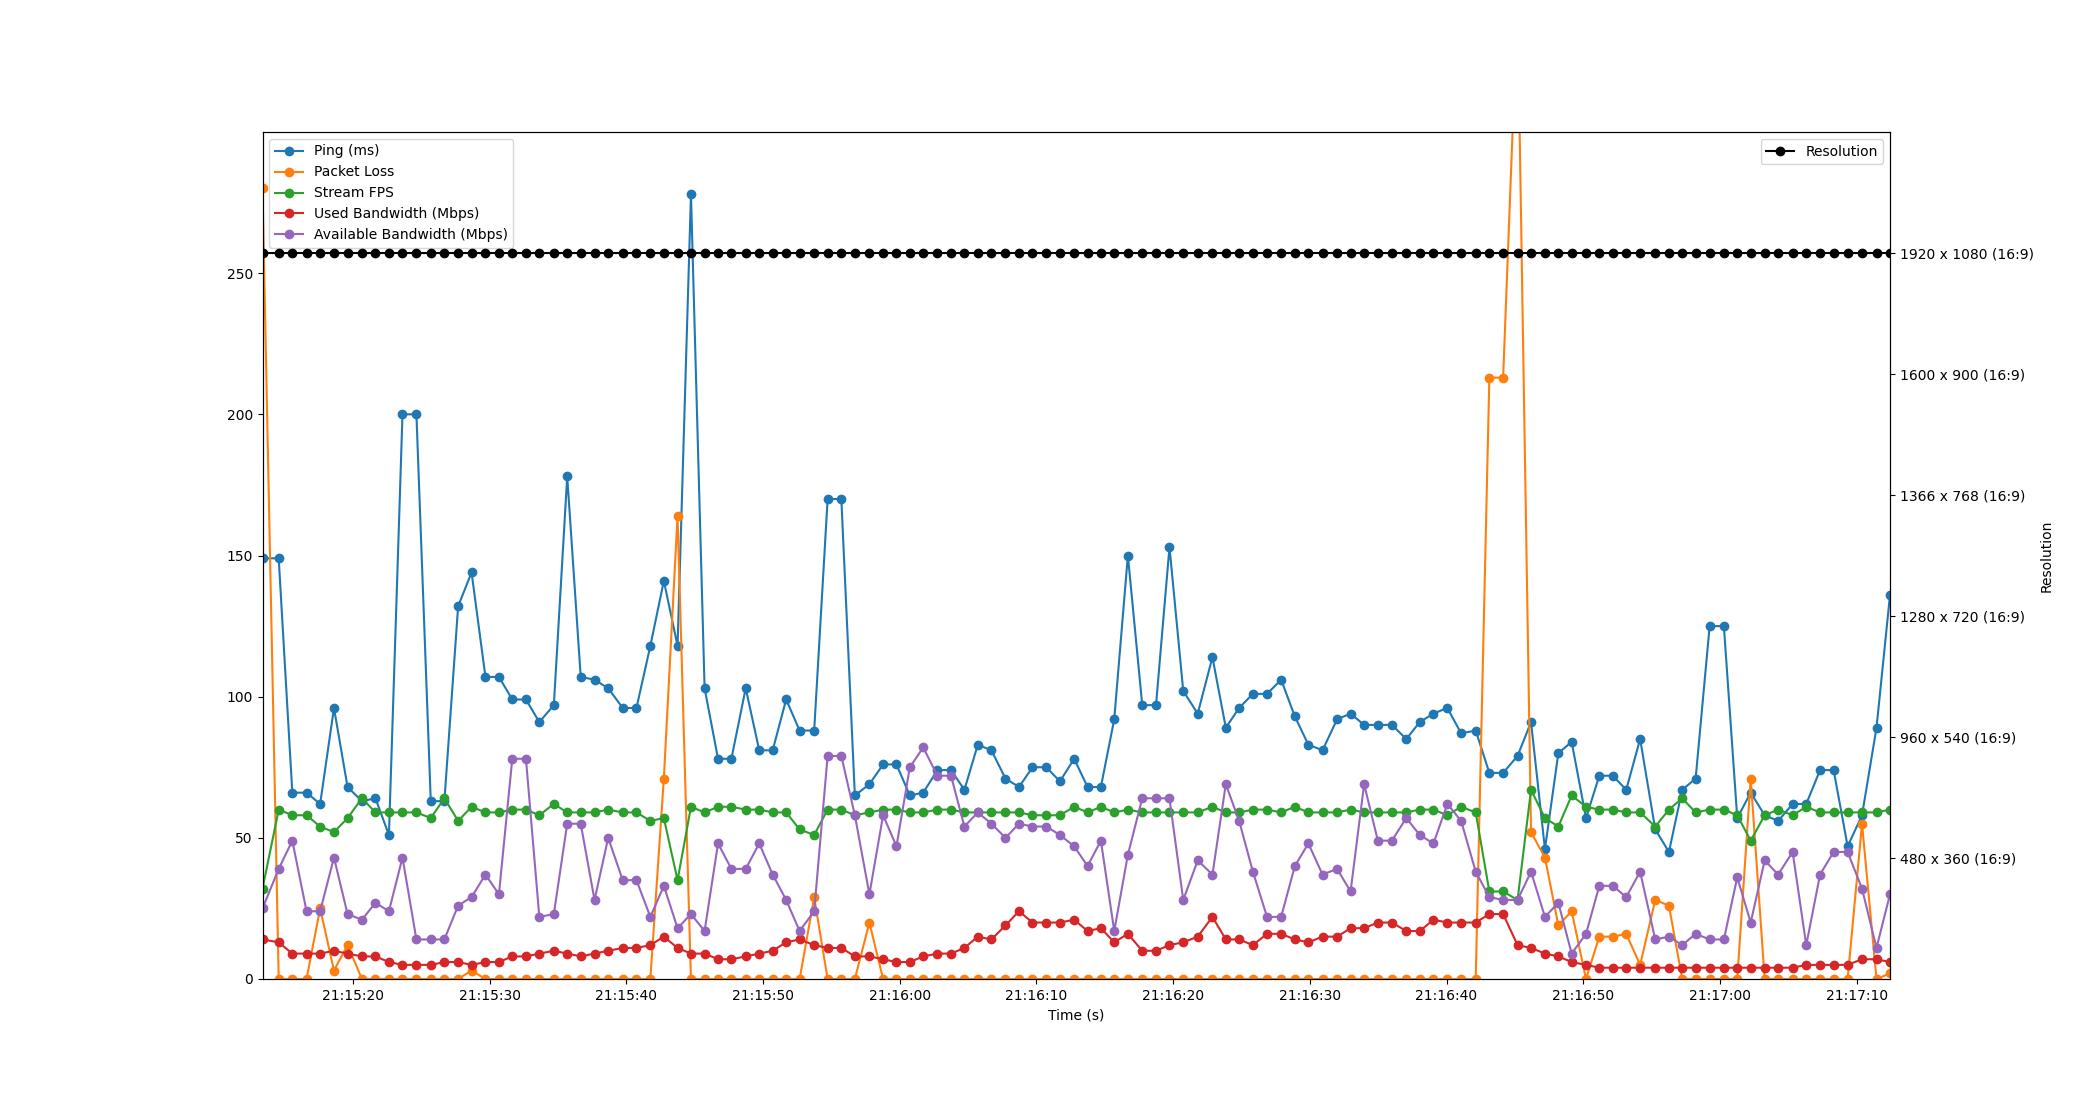 Ping (ms)
Packet Loss
Stream FPS
Used Bandwidth (Mbps)
Available Bandwidth (Mbps)
Resolution
250
200
150
100
50
0
1920 x 1080 (16:9)
1600 x 900 (16:9)
1366 x 768 (16:9)
1280 x 720 (16:9)
960 x 540 (16:9)
480 x 360 (16:9)
Resolution
21:15:20 21:15:30 21:15:40 21:15:50 21:16:00 21:16:10 21:16:20 21:16:30 21:16:40 21:16:50 21:17:00 21:17:10
Time (s)